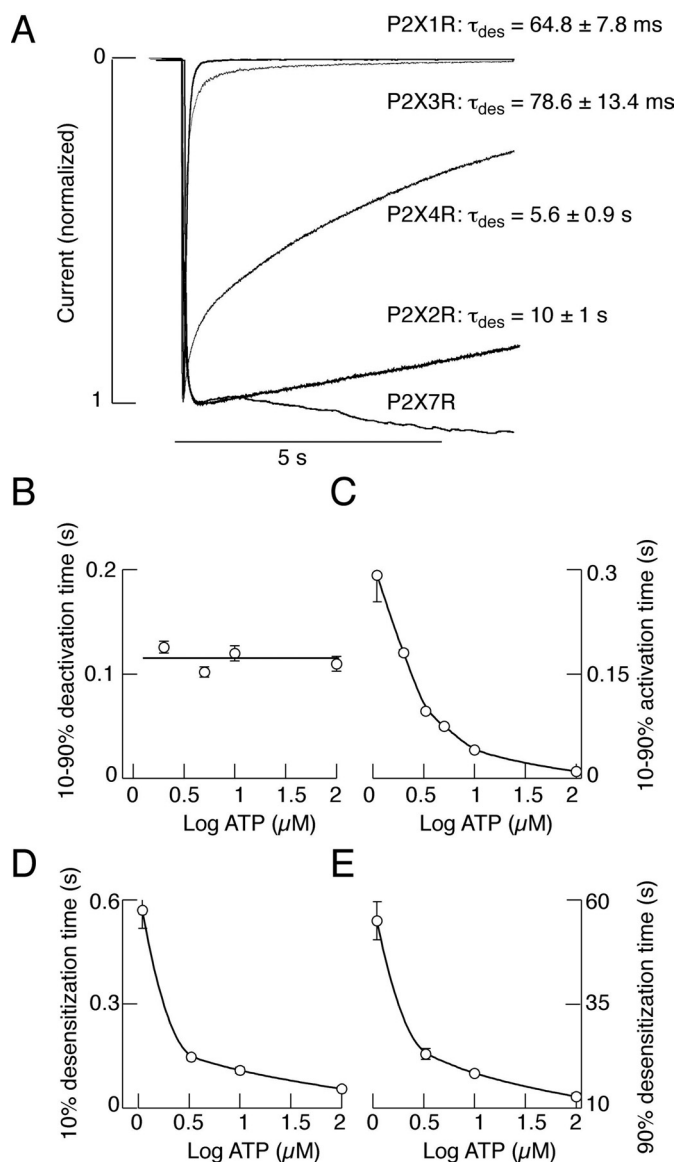 A
P2X1R: τdes = 64.8 ± 7.8 ms
0
P2X3R: τdes = 78.6 ± 13.4 ms
Current (normalized)
P2X4R: τdes = 5.6 ± 0.9 s
P2X2R: τdes = 10 ± 1 s
P2X7R
1
5 s
B
10-90% deactivation time (s)
0.2
0.1
0
0 0.5 1 1.5 2
Log ATP (µM)
C
0.3
0.15
0
10-90% activation time (s)
0 0.5 1 1.5 2
Log ATP (µM)
D
10% desensitization time (s)
0.6
0.3
0
0 0.5 1 1.5 2
Log ATP (µM)
E
60
35
10
90% desensitization time (s)
0 0.5 1 1.5 2
Log ATP (µM)